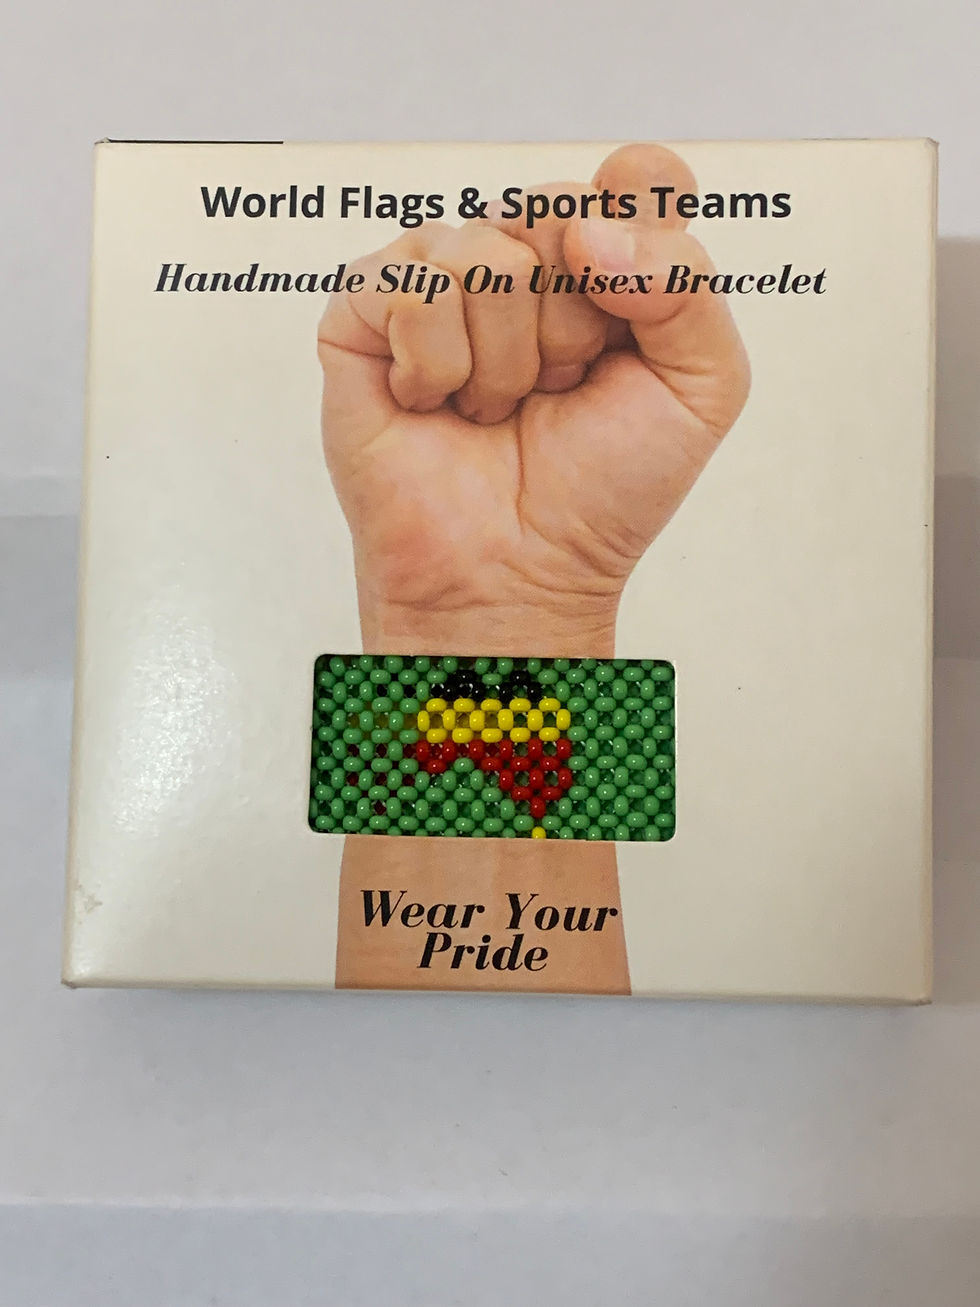 World Flags & Sports Teams
Handmade Slip On Unisex Bracelet
Wear Your
Pride